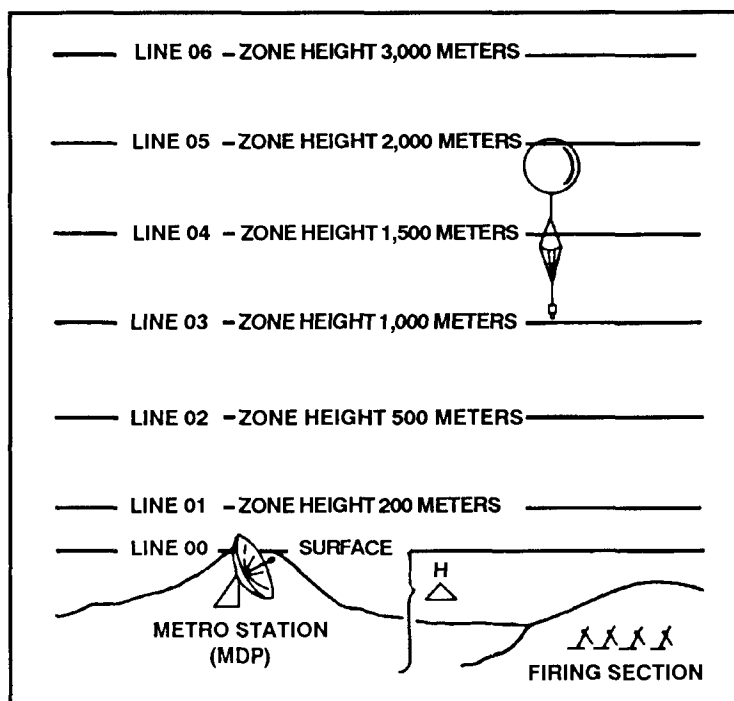 LINE 06 – ZONE HEIGHT 3,000 METERS
LINE 05 – ZONE HEIGHT 2,000 METERS
LINE 04 – ZONE HEIGHT 1,500 METERS
LINE 03 – ZONE HEIGHT 1,000 METERS
LINE 02 – ZONE HEIGHT 500 METERS
LINE 01 – ZONE HEIGHT 200 METERS
LINE 00 SURFACE
H
METRO STATION
(MDP)
FIRING SECTION